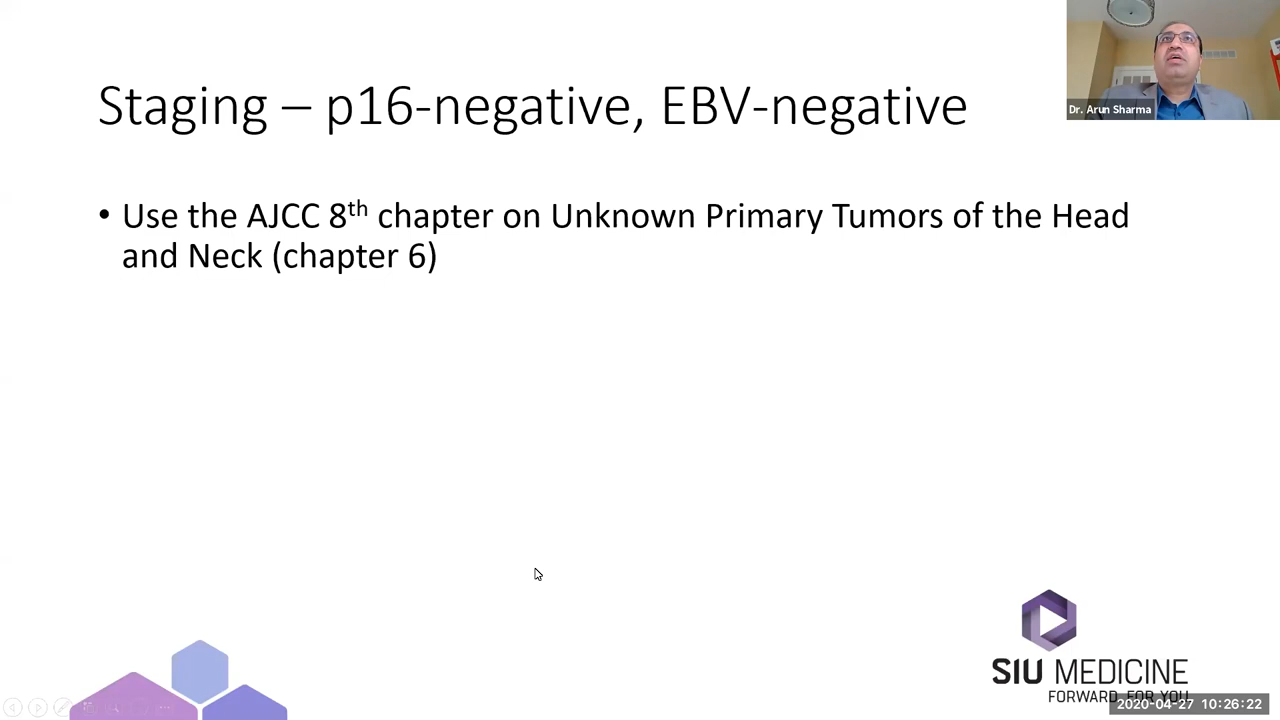 Staging – p16-negative, EBV-negative
Dr. Arun Sharma
• Use the AJCC 8th chapter on Unknown Primary Tumors of the Head
and Neck (chapter 6)
SIU MEDICINE
FORWARD FOR YOU
2020-04-27 10:26:22